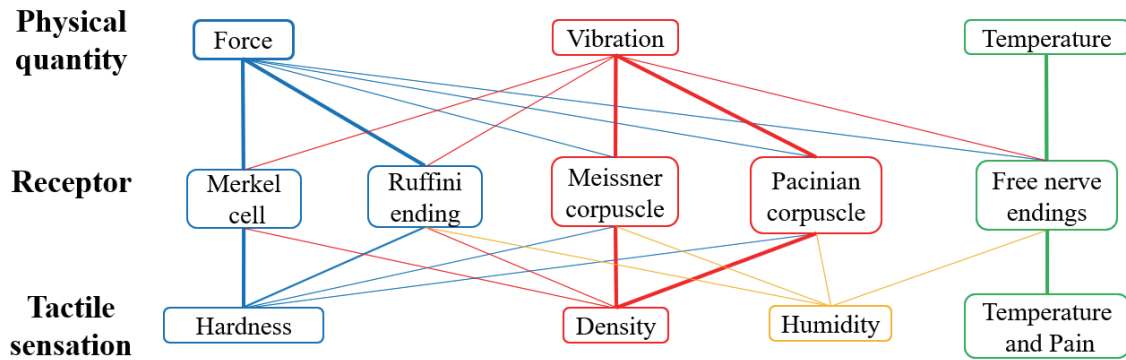 Physical
quantity
Force
Vibration
Temperature
Receptor
Merkel
cell
Ruffini
ending
Meissner
corpuscle
Pacinian
corpuscle
Free nerve
endings
Tactile
sensation
Hardness
Density
Humidity
Temperature
and Pain